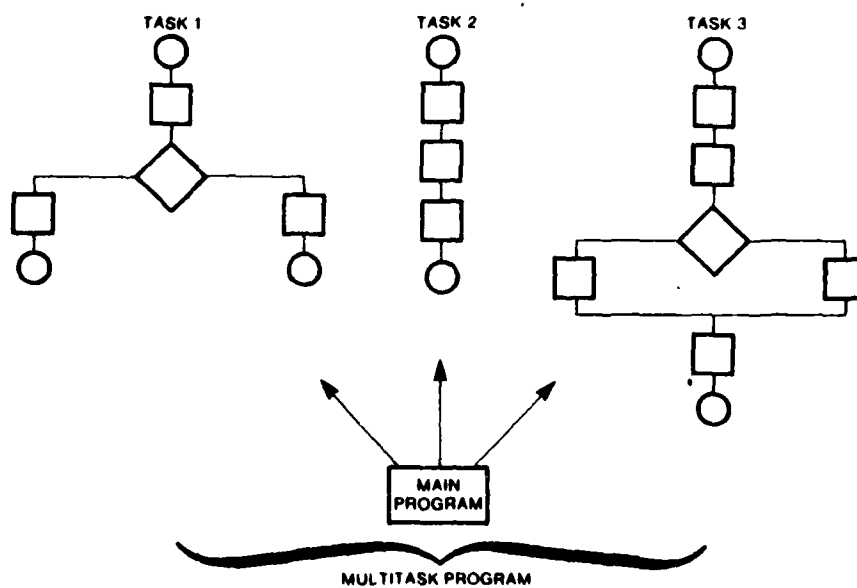 TASK 1
TASK 2
TASK 3
MAIN
PROGRAM
MULTITASK PROGRAM